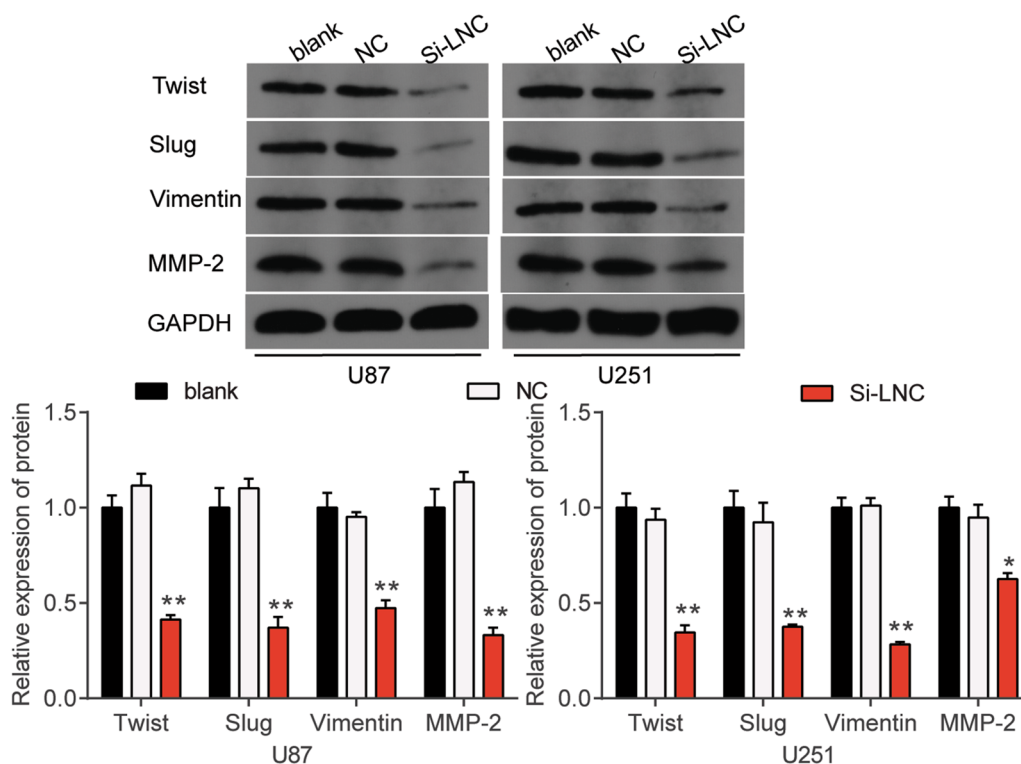 blank NC Si-LNC blank NC Si-LNC
Twist
Slug
Vimentin
MMP-2
GAPDH
U87 U251
blank NC Si-LNC
Relative expression of protein
1.5
1.0
0.5
0.0
** ** ** **
Twist Slug Vimentin MMP-2
U87
Relative expression of protein
1.5
1.0
0.5
0.0
** ** ** *
Twist Slug Vimentin MMP-2
U251